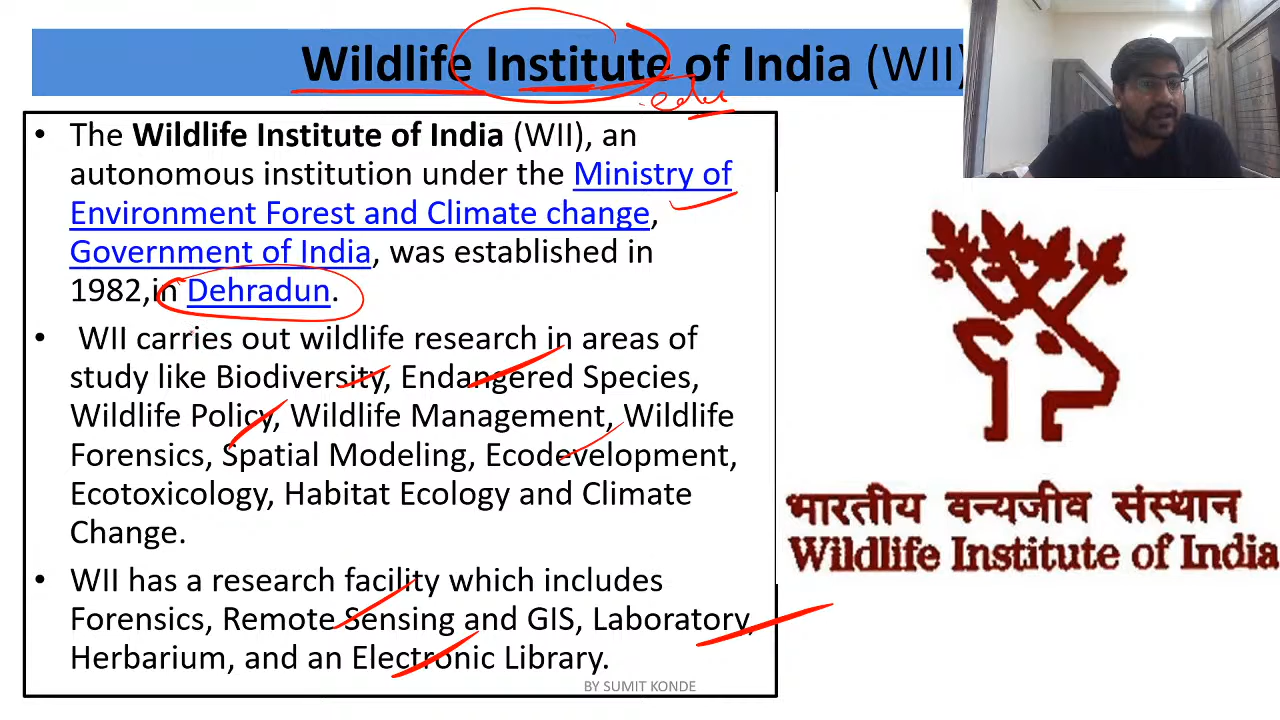 Wildlife Institute of India (WII)
.edu
• The Wildlife Institute of India (WII), an
autonomous institution under the Ministry of
Environment Forest and Climate change,
Government of India, was established in
1982,in Dehradun.
• WII carries out wildlife research in areas of
study like Biodiversity, Endangered Species,
Wildlife Policy, Wildlife Management, Wildlife
Forensics, Spatial Modeling, Ecodevelopment,
Ecotoxicology, Habitat Ecology and Climate
Change.
• WII has a research facility which includes
Forensics, Remote Sensing and GIS, Laboratory,
Herbarium, and an Electronic Library.
BY SUMIT KONDE
भारतीय वन्यजीव संस्थान
Wildlife Institute of India